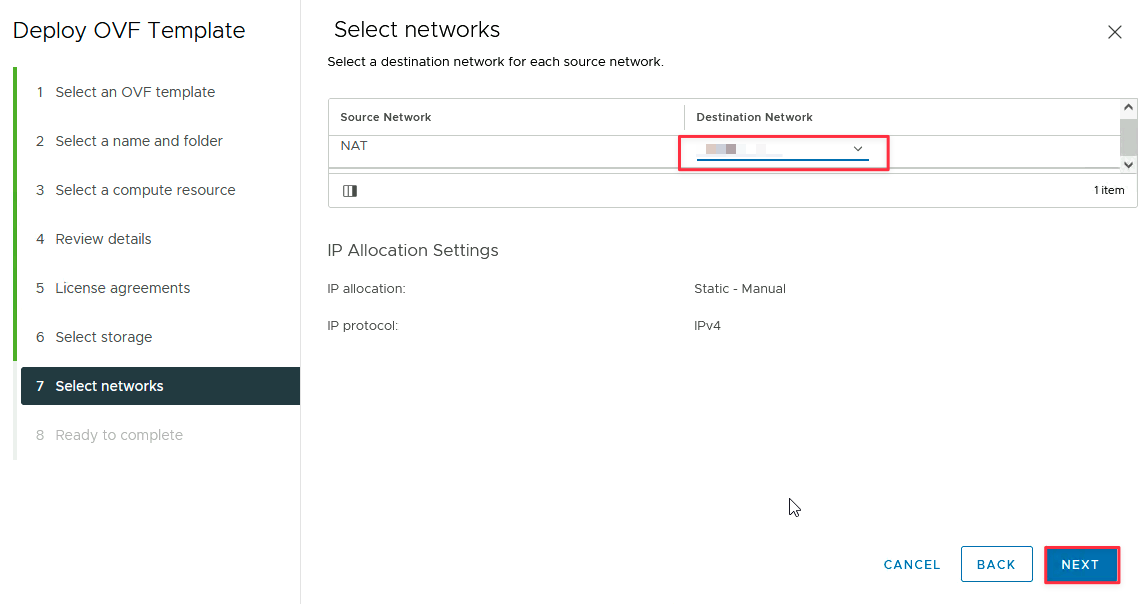 Deploy OVF Template
1 Select an OVF template
2 Select a name and folder
3 Select a compute resource
4 Review details
5 License agreements
6 Select storage
7 Select networks
8 Ready to complete
Select networks
Select a destination network for each source network.
Source Network Destination Network
NAT
1 item
IP Allocation Settings
IP allocation: Static - Manual
IP protocol: IPv4
CANCEL BACK NEXT